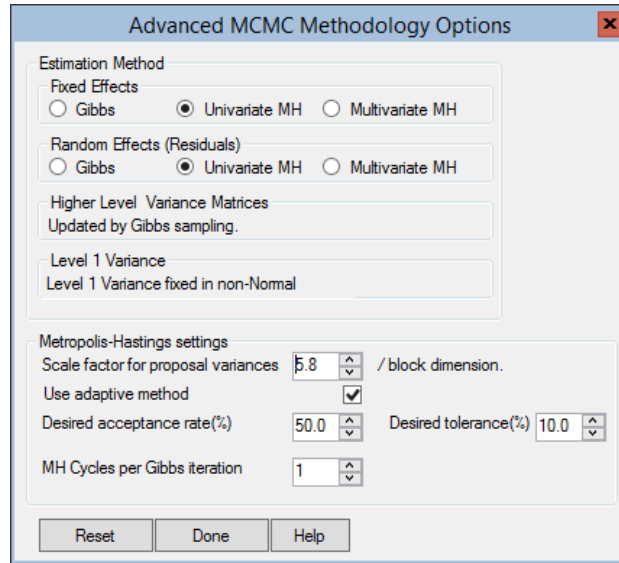 Advanced MCMC Methodology Options
Estimation Method
Fixed Effects
Gibbs Univariate MH Multivariate MH
Random Effects (Residuals)
Gibbs Univariate MH Multivariate MH
Higher Level Variance Matrices
Updated by Gibbs sampling.
Level 1 Variance
Level 1 Variance fixed in non-Normal
Metropolis-Hastings settings
Scale factor for proposal variances 5.8 / block dimension.
Use adaptive method
Desired acceptance rate(%) 50.0 Desired tolerance(%) 10.0
MH Cycles per Gibbs iteration 1
Reset Done Help